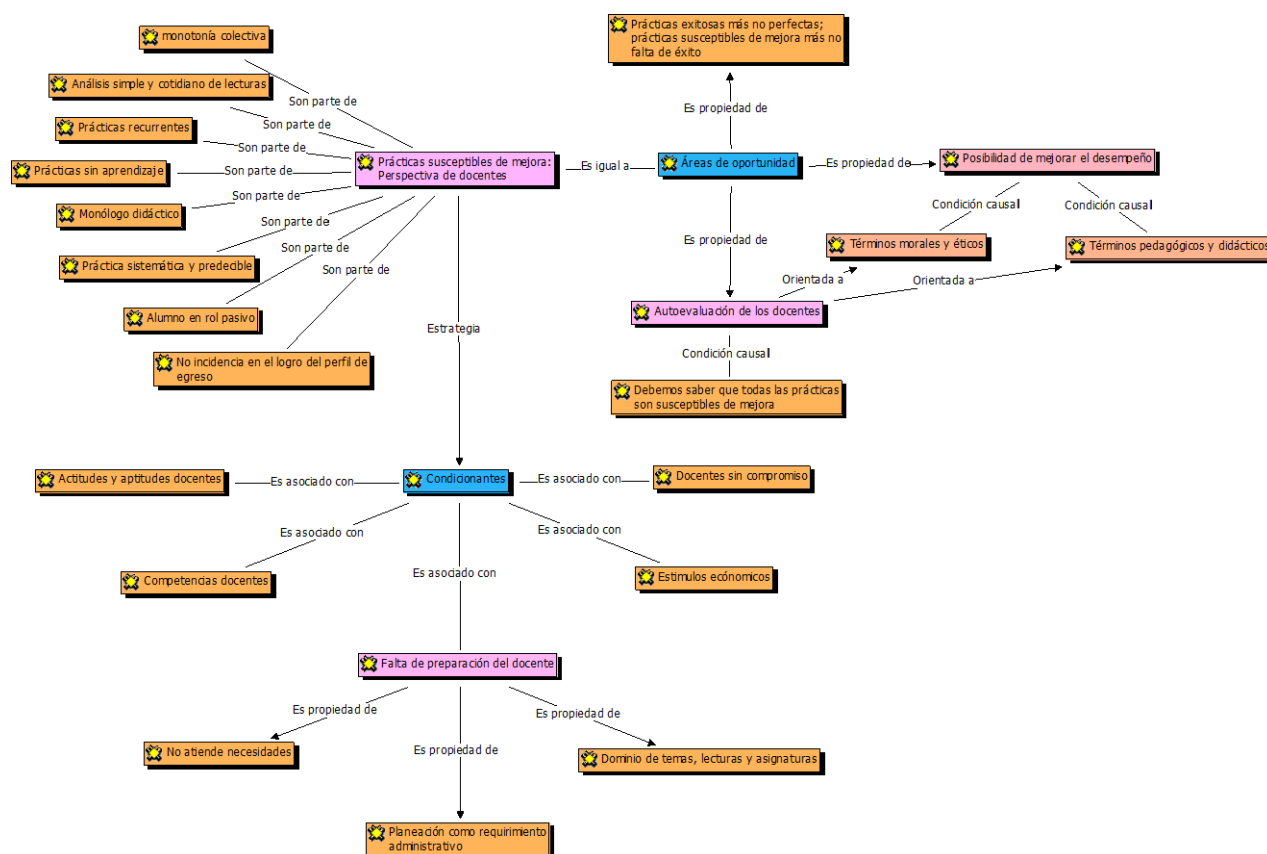 monotonía colectiva
Análisis simple y cotidiano de lecturas
Prácticas recurrentes
Prácticas sin aprendizaje
Monólogo didáctico
Práctica sistemática y predecible
Alumno en rol pasivo
No incidencia en el logro del perfil de
egreso
Son parte de
Son parte de
Son parte de
Son parte de
Son parte de
Son parte de
Son parte de
Son parte de
Prácticas susceptibles de mejora:
Perspectiva de docentes
Es igual a
Áreas de oportunidad
Es propiedad de
Prácticas exitosas más no perfectas;
prácticas susceptibles de mejora más no
falta de éxito
Es propiedad de
Posibilidad de mejorar el desempeño
Condición causal
Condición causal
Términos morales y éticos
Términos pedagógicos y didácticos
Es propiedad de
Orientada a
Orientada a
Autoevaluación de los docentes
Condición causal
Debemos saber que todas las prácticas
son susceptibles de mejora
Estrategia
Actitudes y aptitudes docentes
Es asociado con
Condicionantes
Es asociado con
Docentes sin compromiso
Es asociado con
Es asociado con
Competencias docentes
Es asociado con
Estimulos ecónomicos
Falta de preparación del docente
Es propiedad de
Es propiedad de
Es propiedad de
No atiende necesidades
Dominio de temas, lecturas y asignaturas
Planeación como requirimiento
administrativo